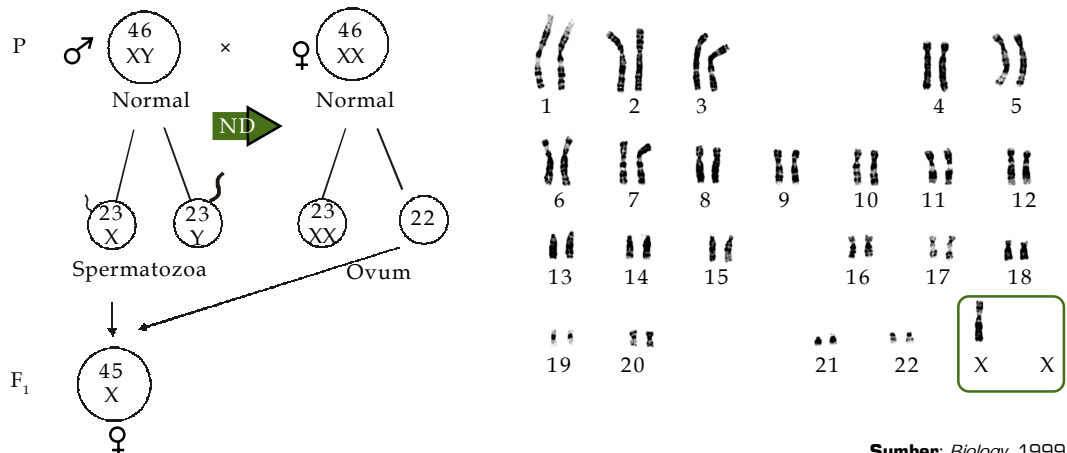 P
46
XY
×
46
XX
Normal
Normal
ND
23
X
23
Y
23
XX
22
Spermatozoa
Ovum
F1
45
X
1
2
3
4
5
6
7
8
9
10
11
12
13
14
15
16
17
18
19
20
21
22
X
X
Sumber: Biology, 1999